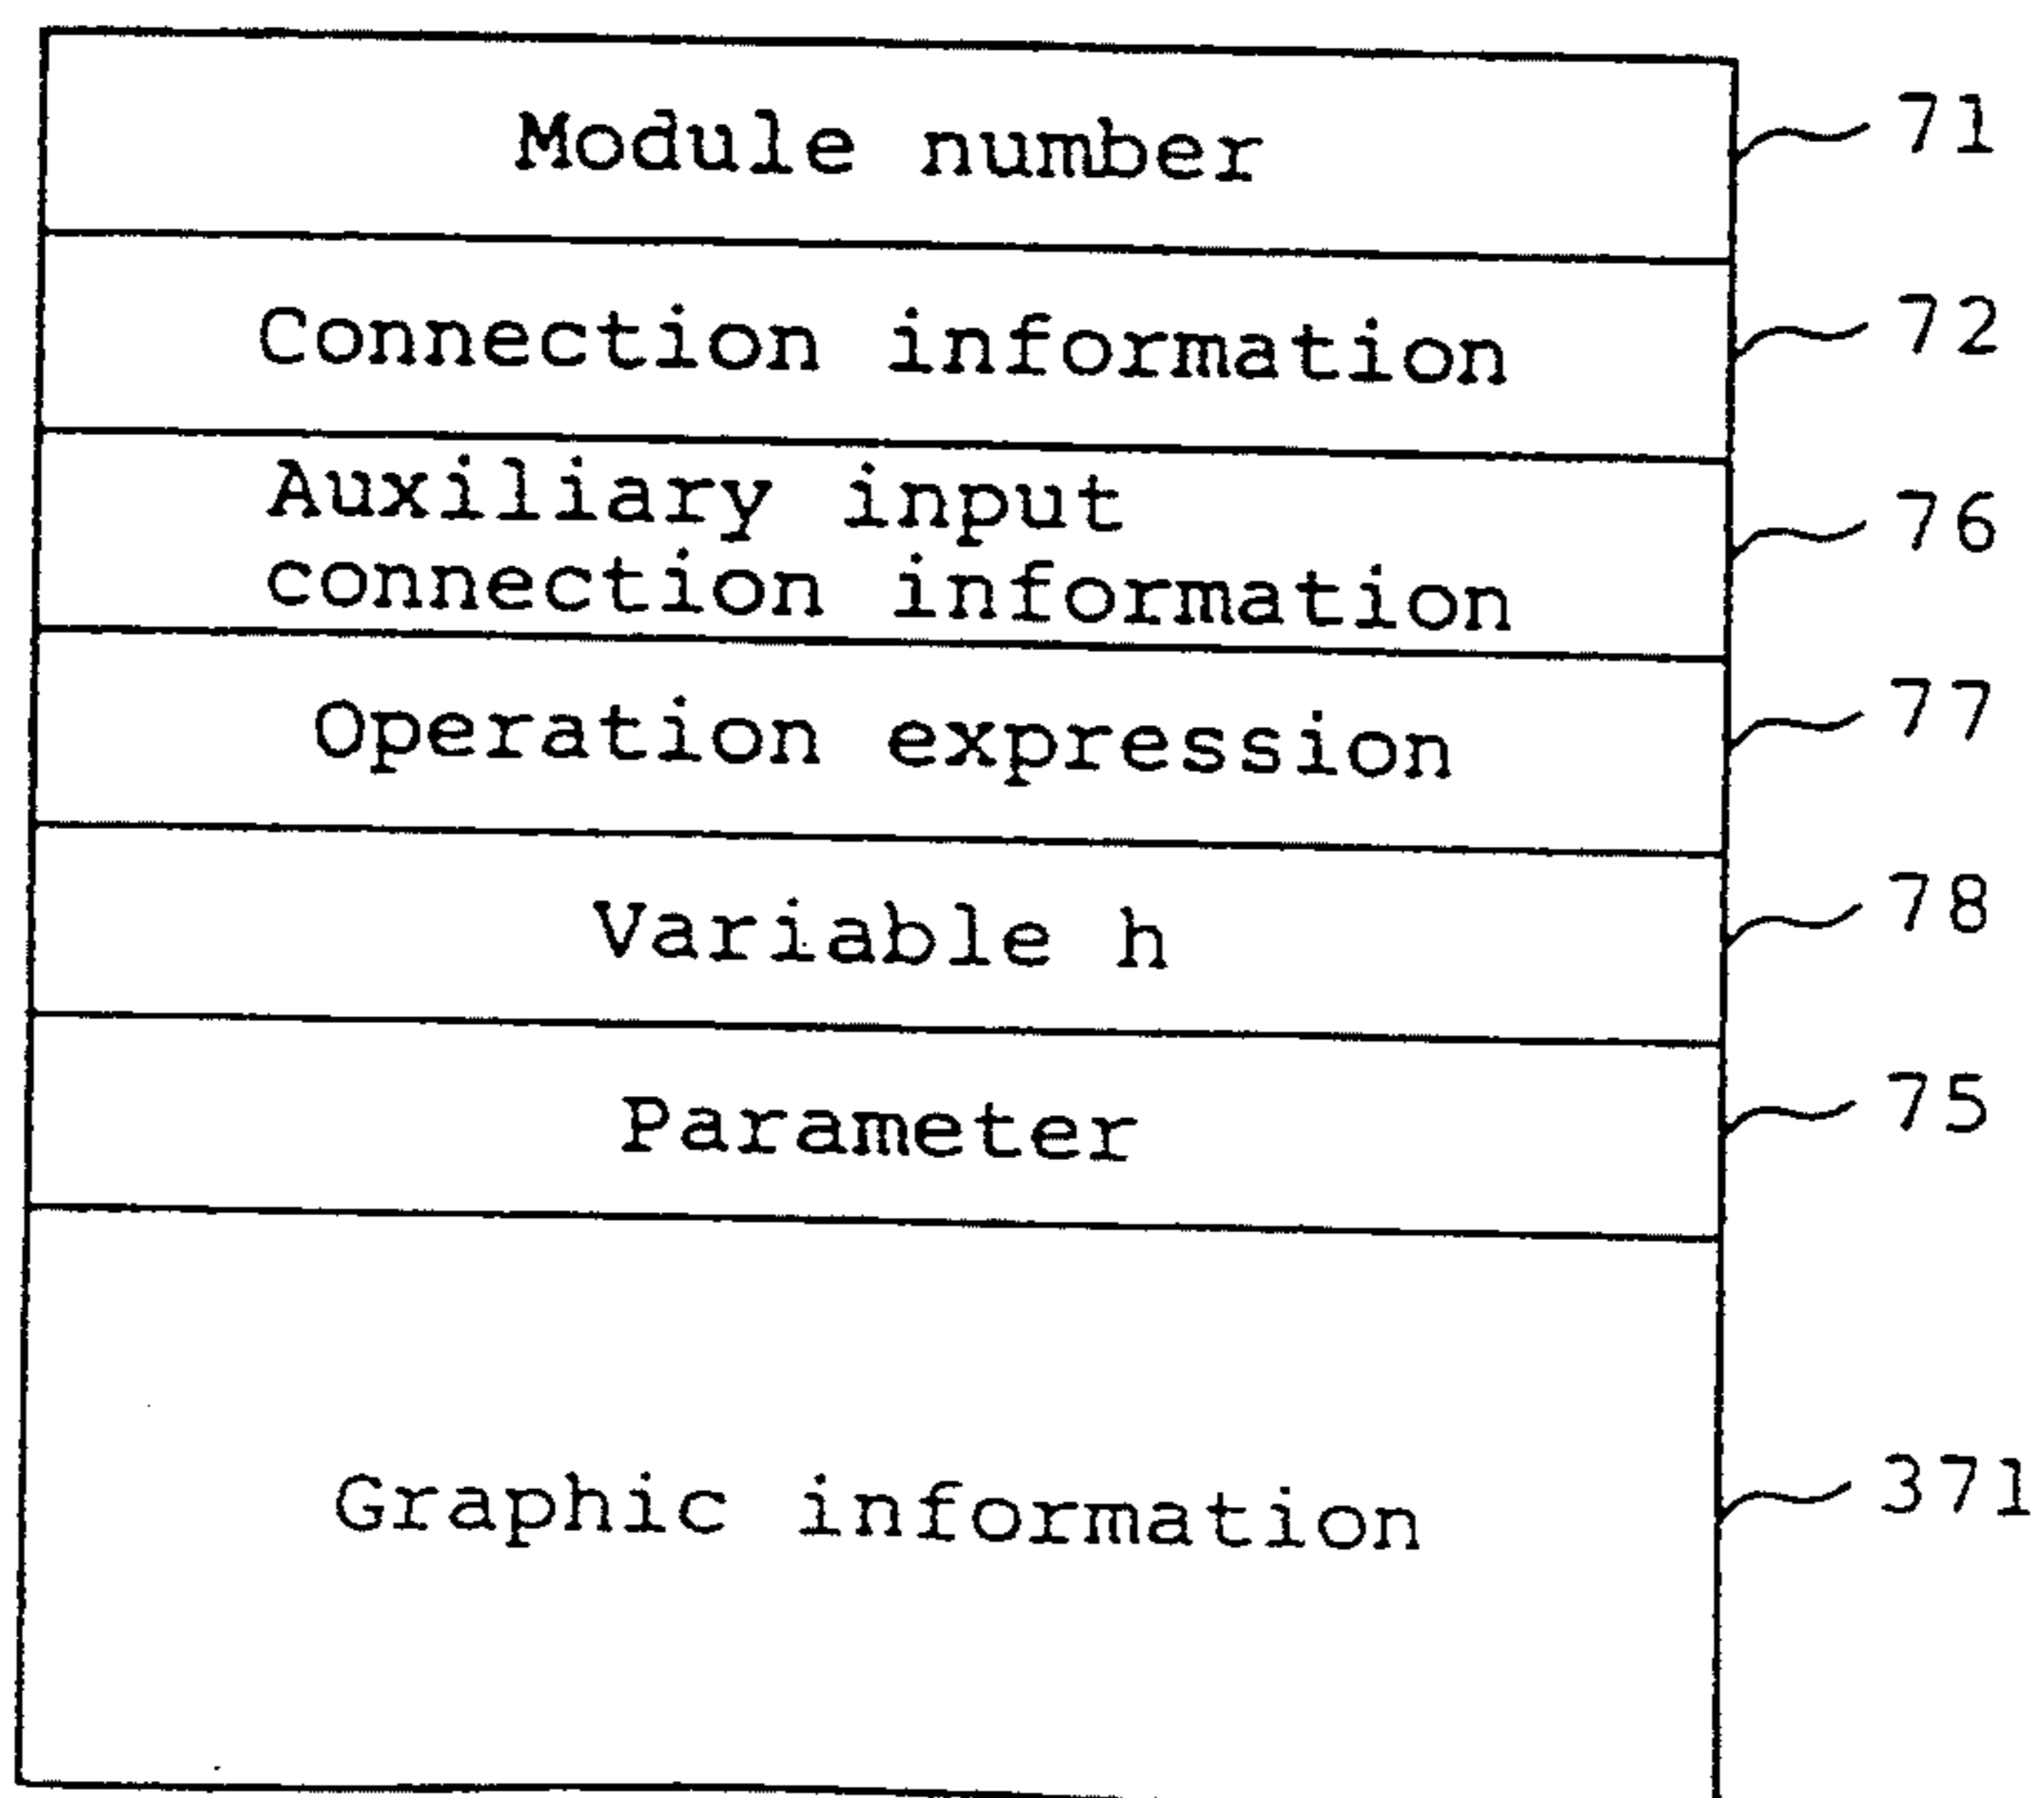 Module number 71
Connection information 72
Auxiliary input
connection information 76
Operation expression 77
Variable h 78
Parameter 75
Graphic information 371